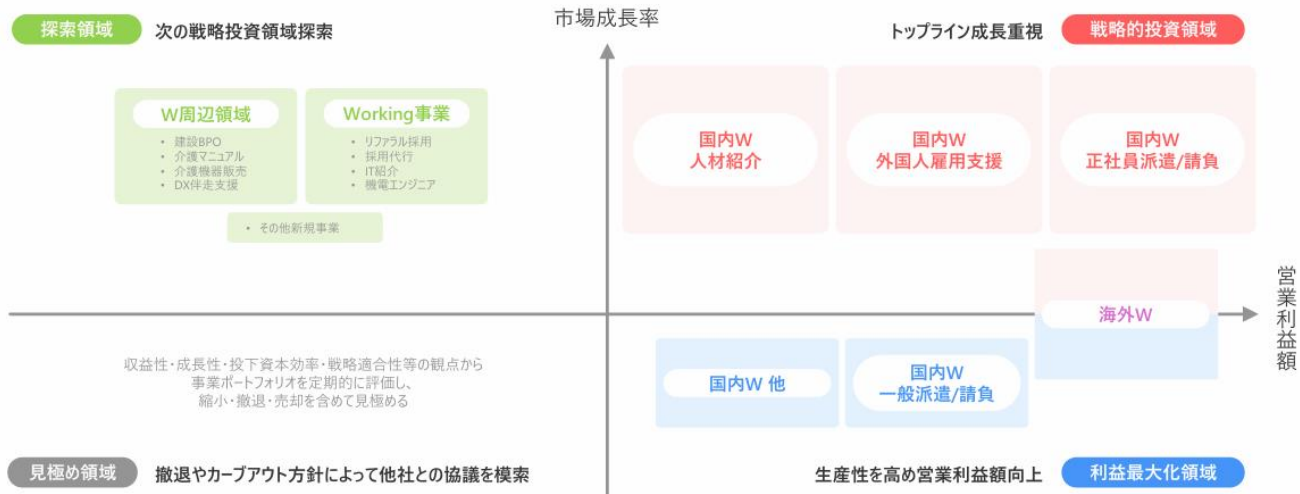 探索領域 次の戦略投資領域探索
市場成長率
トップライン成長重視 戦略的投資領域
W周辺領域
・ 建設BPO
・ 介護マニュアル
・ 介護機器販売
・ DX伴走支援
Working事業
・ リファラル採用
・ 採用代行
・ IT紹介
・ 機電エンジニア
・ その他新規事業
国内W
人材紹介
国内W
外国人雇用支援
国内W
正社員派遣/請負
海外W
営業利益額
収益性・成長性・投下資本効率・戦略適合性等の観点から
事業ポートフォリオを定期的に評価し、
縮小・撤退・売却を含めて見極める
国内W 他
国内W
一般派遣/請負
見極め領域 撤退やカーブアウト方針によって他社との協議を模索
生産性を高め営業利益額向上 利益最大化領域